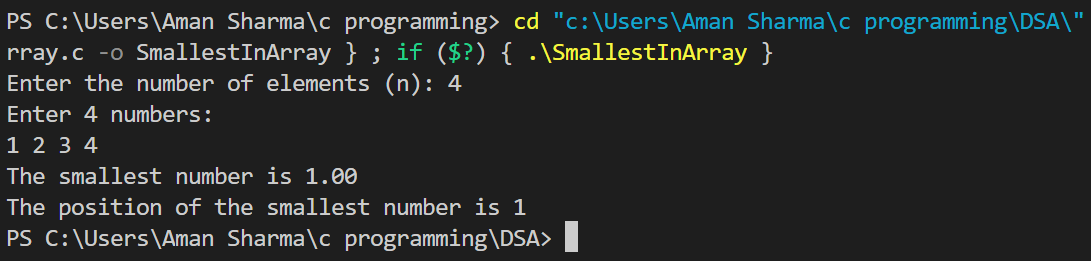 PS C:\Users\Aman Sharma\c programming> cd "c:\Users\Aman Sharma\c programming\DSA\"
rray.c -o SmallestInArray } ; if ($?) { .\SmallestInArray }
Enter the number of elements (n): 4
Enter 4 numbers:
1 2 3 4
The smallest number is 1.00
The position of the smallest number is 1
PS C:\Users\Aman Sharma\c programming\DSA>